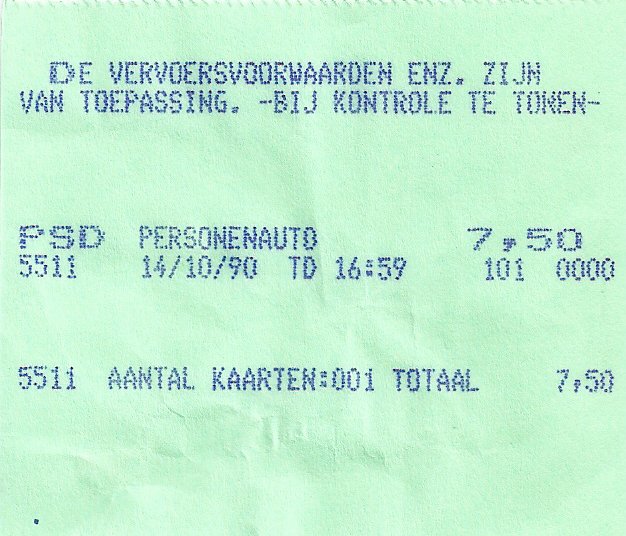 DE VERVOERSVOORWAARDEN ENZ. ZIJN
VAN TOEPASSING. -BIJ KONTROLE TE TONEN-
PSD PERSONENAUTO 7,50
5511 14/10/90 TD 16:59 101 0000
5511 AANTAL KAARTEN:001 TOTAAL 7,50